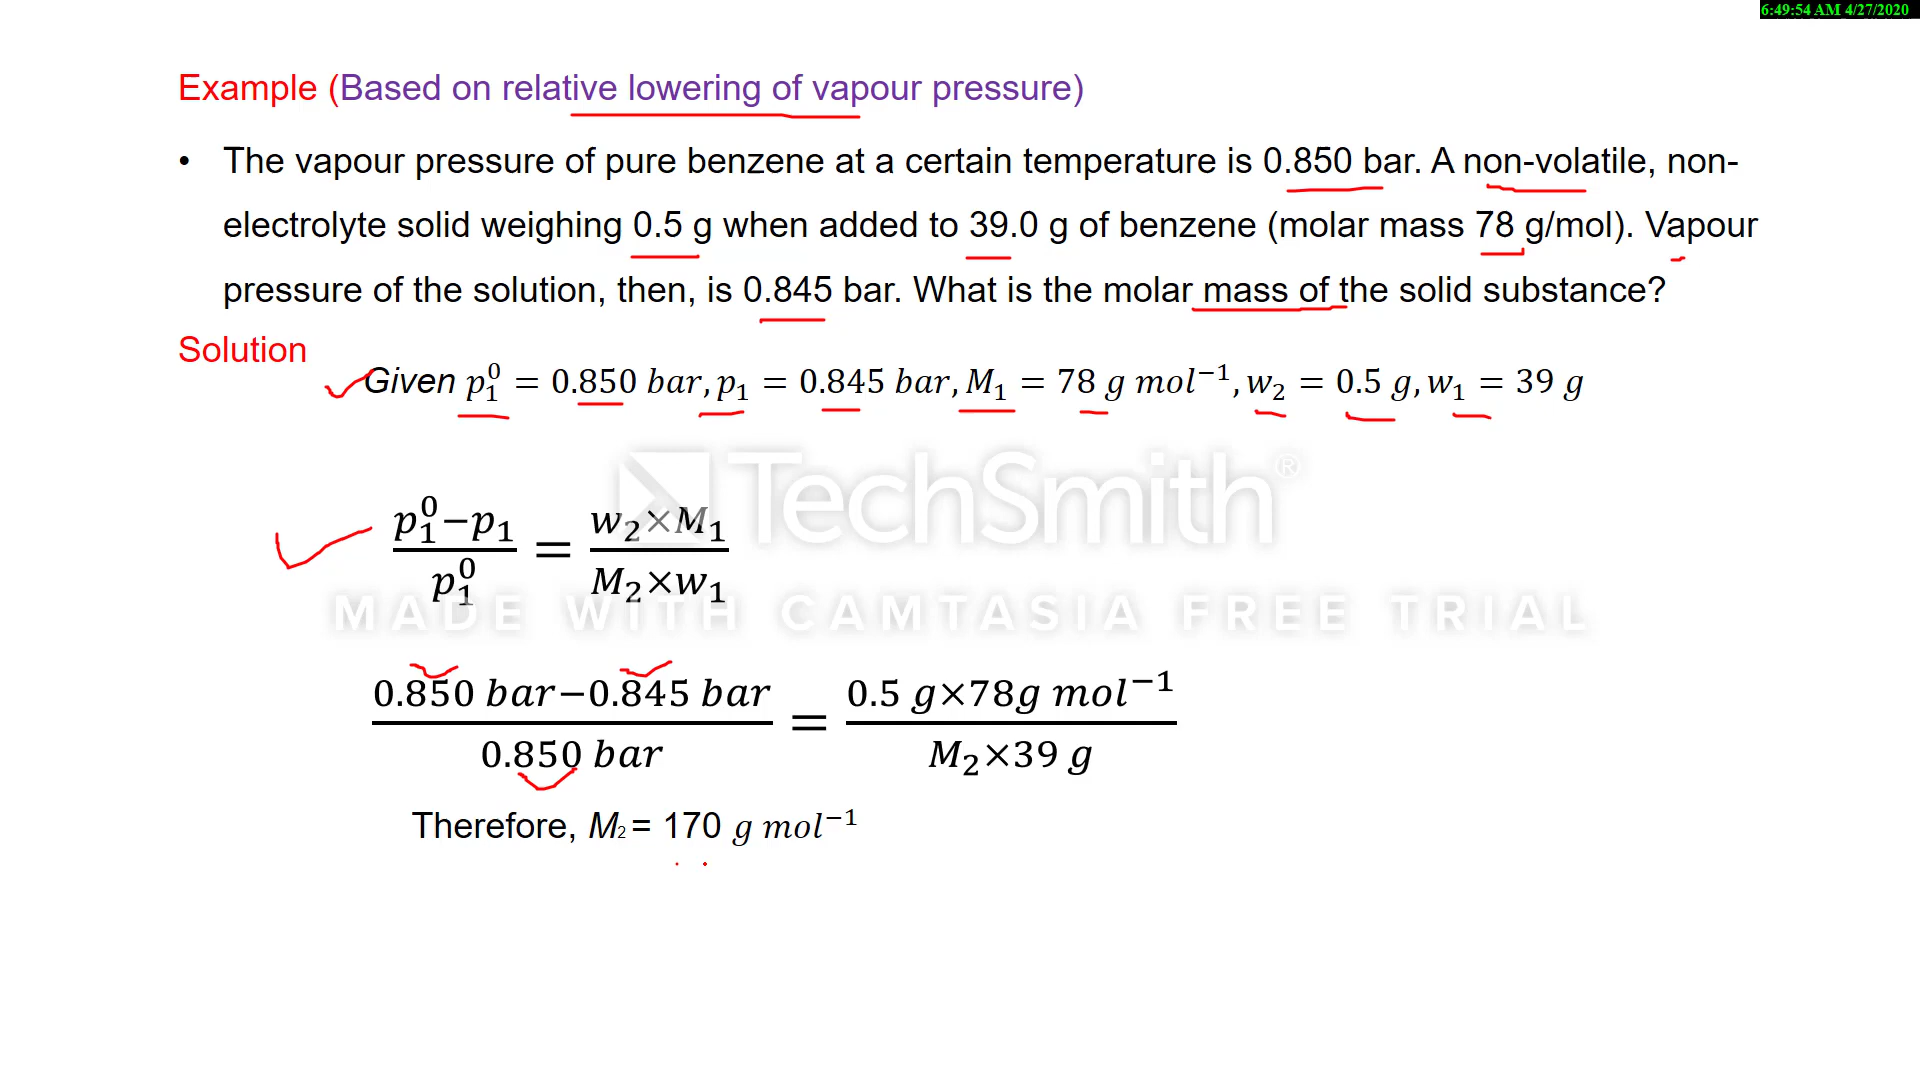 6:49:54 AM 4/27/2020
Example (Based on relative lowering of vapour pressure)
• The vapour pressure of pure benzene at a certain temperature is 0.850 bar. A non-volatile, non-
electrolyte solid weighing 0.5 g when added to 39.0 g of benzene (molar mass 78 g/mol). Vapour
pressure of the solution, then, is 0.845 bar. What is the molar mass of the solid substance?
Solution
Given p₁⁰ = 0.850 bar, p₁ = 0.845 bar, M₁ = 78 g mol⁻¹, w₂ = 0.5 g, w₁ = 39 g
TechSmith®
(p₁⁰−p₁)/p₁⁰ = (w₂×M₁)/(M₂×w₁)
MADE WITH CAMTASIA FREE TRIAL
(0.850 bar−0.845 bar)/(0.850 bar) = (0.5 g×78g mol⁻¹)/(M₂×39 g)
Therefore, M₂ = 170 g mol⁻¹